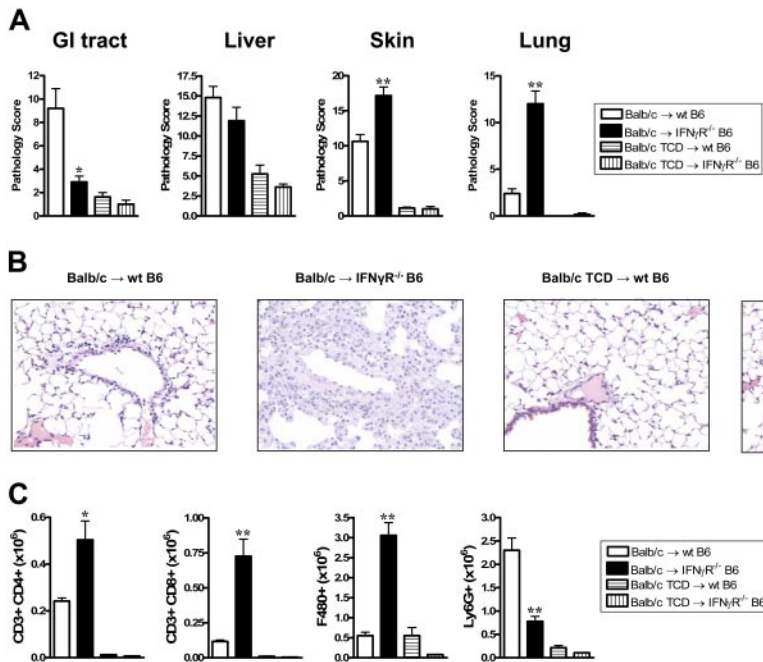 A
GI tract
Liver
Skin
Lung
Pathology Score
12
10
8
6
4
2
0
*
Pathology Score
17.5
15.0
12.5
10.0
7.5
5.0
2.5
0.0
Pathology Score
20
15
10
5
0
**
Pathology Score
15
10
5
0
**
Balb/c → wt B6
Balb/c → IFNγR-/- B6
Balb/c TCD → wt B6
Balb/c TCD → IFNγR-/- B6
B
Balb/c → wt B6
Balb/c → IFNγR-/- B6
Balb/c TCD → wt B6
C
CD3+ CD4+ (x10⁶)
0.6
0.4
0.2
0.0
*
CD3+ CD8+ (x10⁶)
1.00
0.75
0.50
0.25
0.00
**
F480+ (x10⁶)
3.5
3.0
2.5
2.0
1.5
1.0
0.5
0.0
**
Ly6G+ (x10⁶)
3.0
2.5
2.0
1.5
1.0
0.5
0.0
**
Balb/c → wt B6
Balb/c → IFNγR-/- B6
Balb/c TCD → wt B6
Balb/c TCD → IFNγR-/- B6